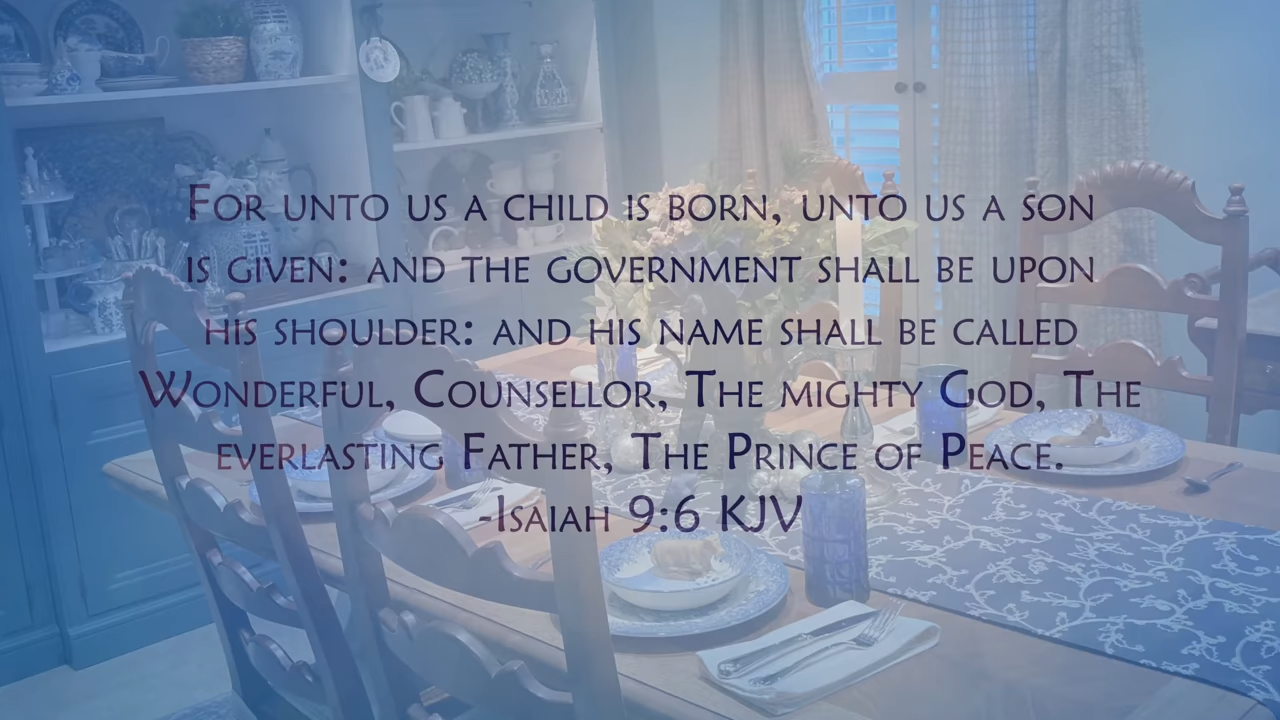 For unto us a child is born, unto us a son
is given: and the government shall be upon
his shoulder: and his name shall be called
Wonderful, Counsellor, The mighty God, The
everlasting Father, The Prince of Peace.
-Isaiah 9:6 KJV